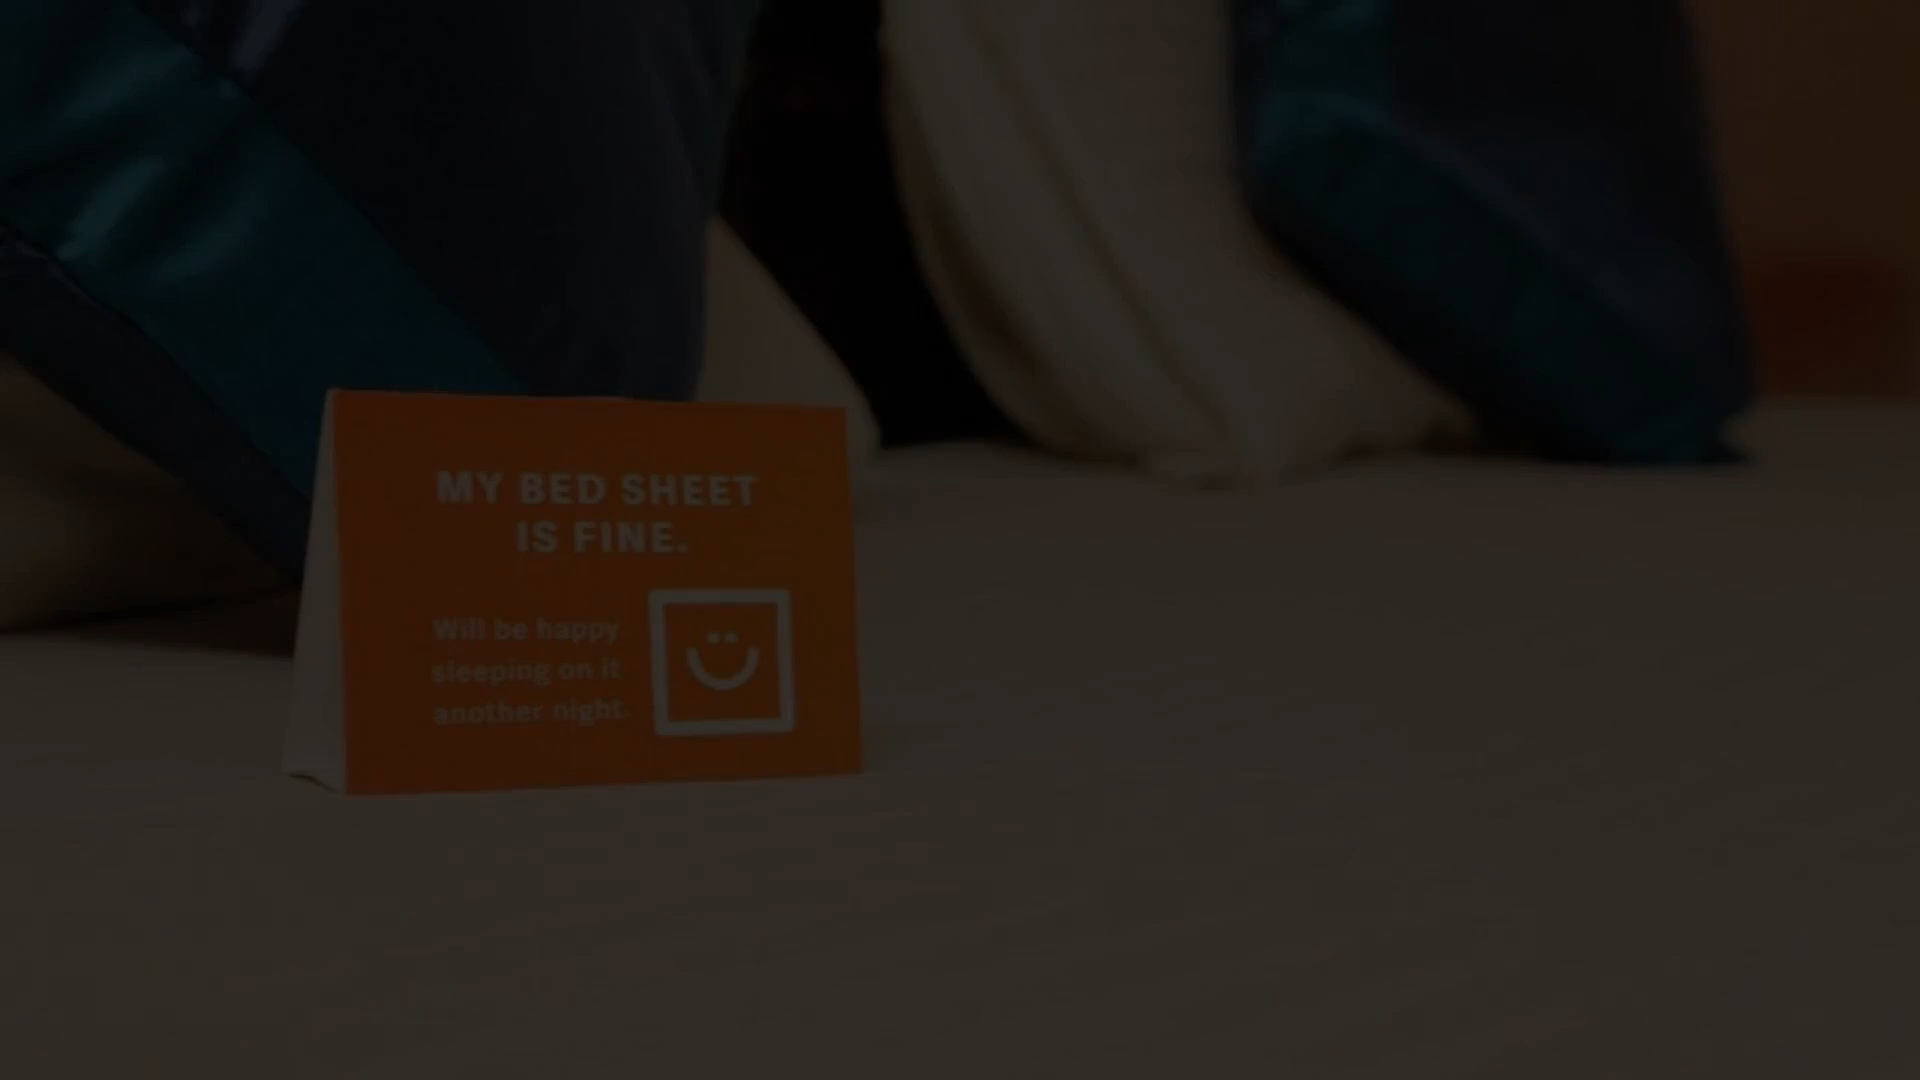 MY BED SHEET
IS FINE.
Will be happy
sleeping on it
another night.